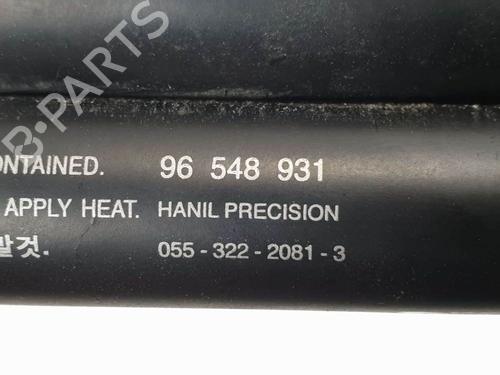 B-PARTS
ONTAINED. 96 548 931
APPLY HEAT. HANIL PRECISION
말것. 055-322-2081-3